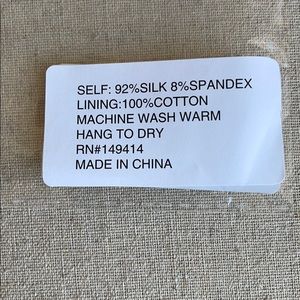 SELF: 92%SILK 8%SPANDEX
LINING:100%COTTON
MACHINE WASH WARM
HANG TO DRY
RN#149414
MADE IN CHINA